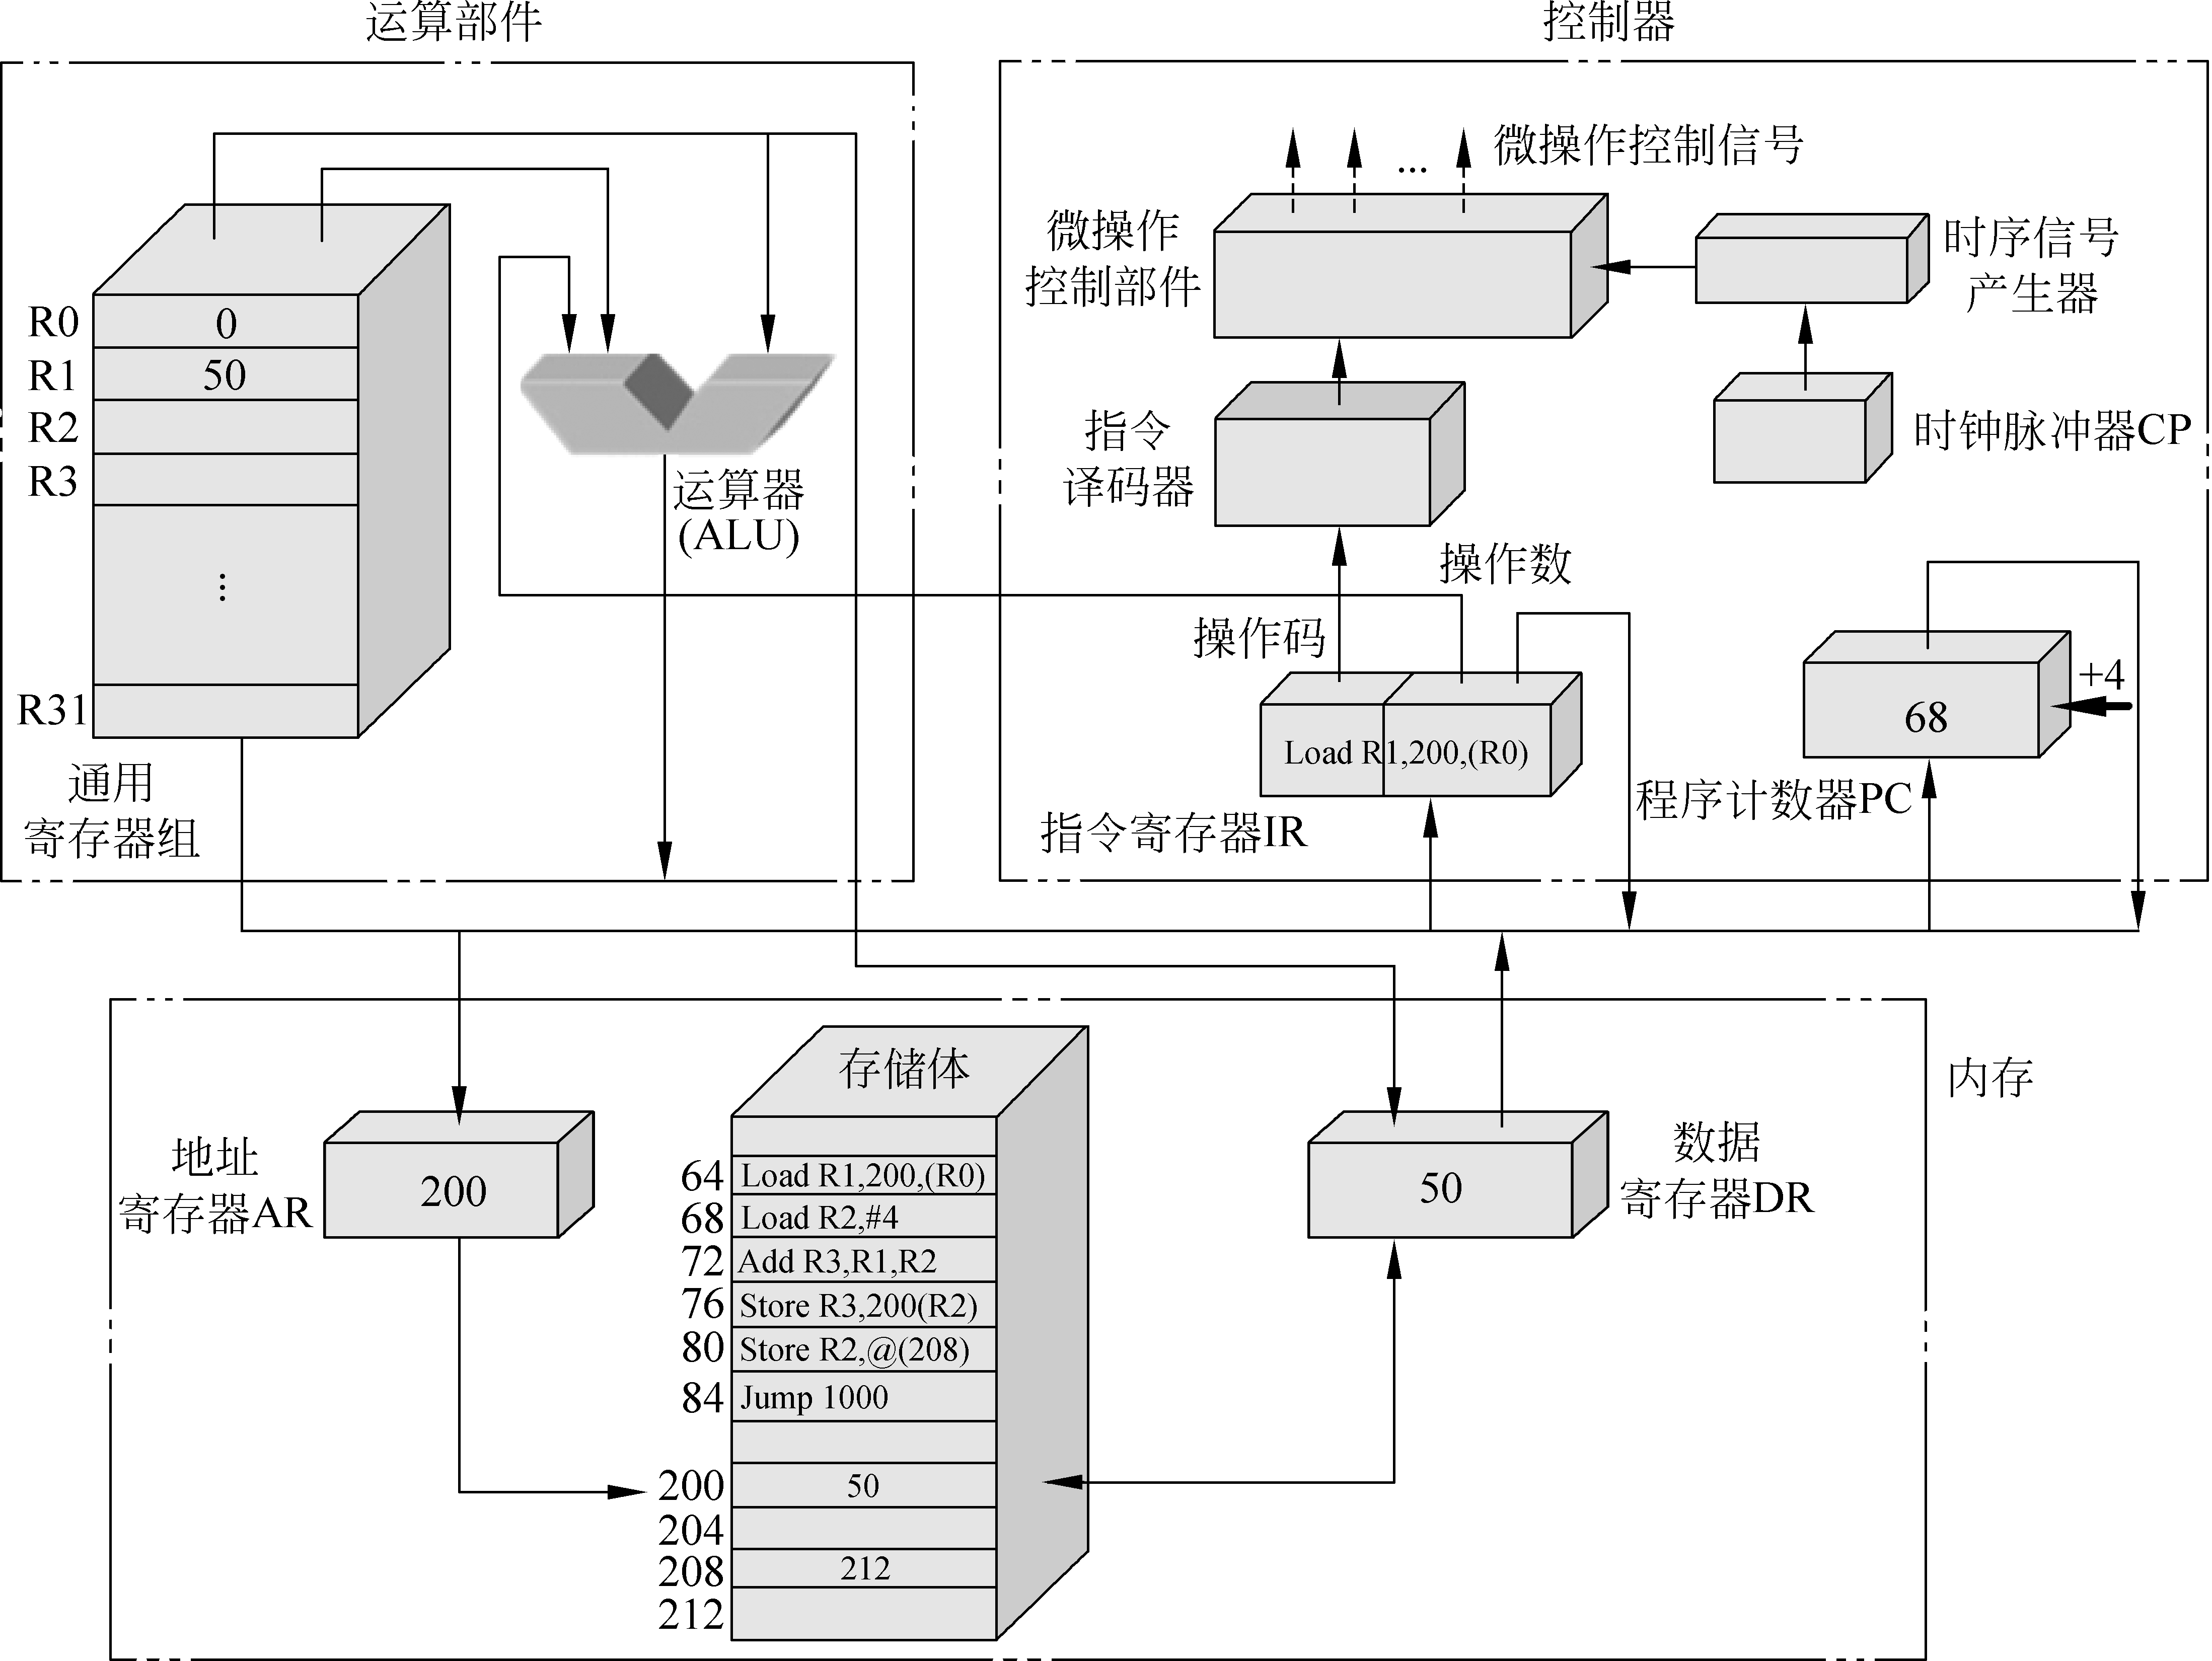 运算部件
控制器
微操作控制信号
...
微操作
控制部件
时序信号
产生器
R0
0
R1
50
R2
R3
⋮
R31
运算器
(ALU)
指令
译码器
时钟脉冲器CP
操作数
操作码
+4
68
Load R1,200,(R0)
通用
寄存器组
指令寄存器IR
程序计数器PC
内存
存储体
地址
寄存器AR
200
数据
寄存器DR
50
64
Load R1,200,(R0)
68
Load R2,#4
72
Add R3,R1,R2
76
Store R3,200(R2)
80
Store R2,@(208)
84
Jump 1000
200
50
204
208
212
212